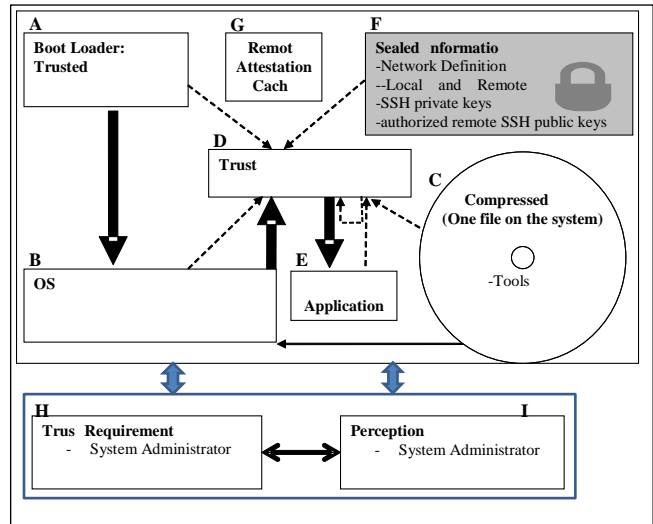 A
Boot Loader:
Trusted
G
Remot
Attestation
Cach
F
Sealed nformatio
-Network Definition
--Local and Remote
-SSH private keys
-authorized remote SSH public keys
D
Trust
C
Compressed
(One file on the system)
-Tools
B
OS
E
Application
H
Trus Requirement
- System Administrator
I
Perception
- System Administrator